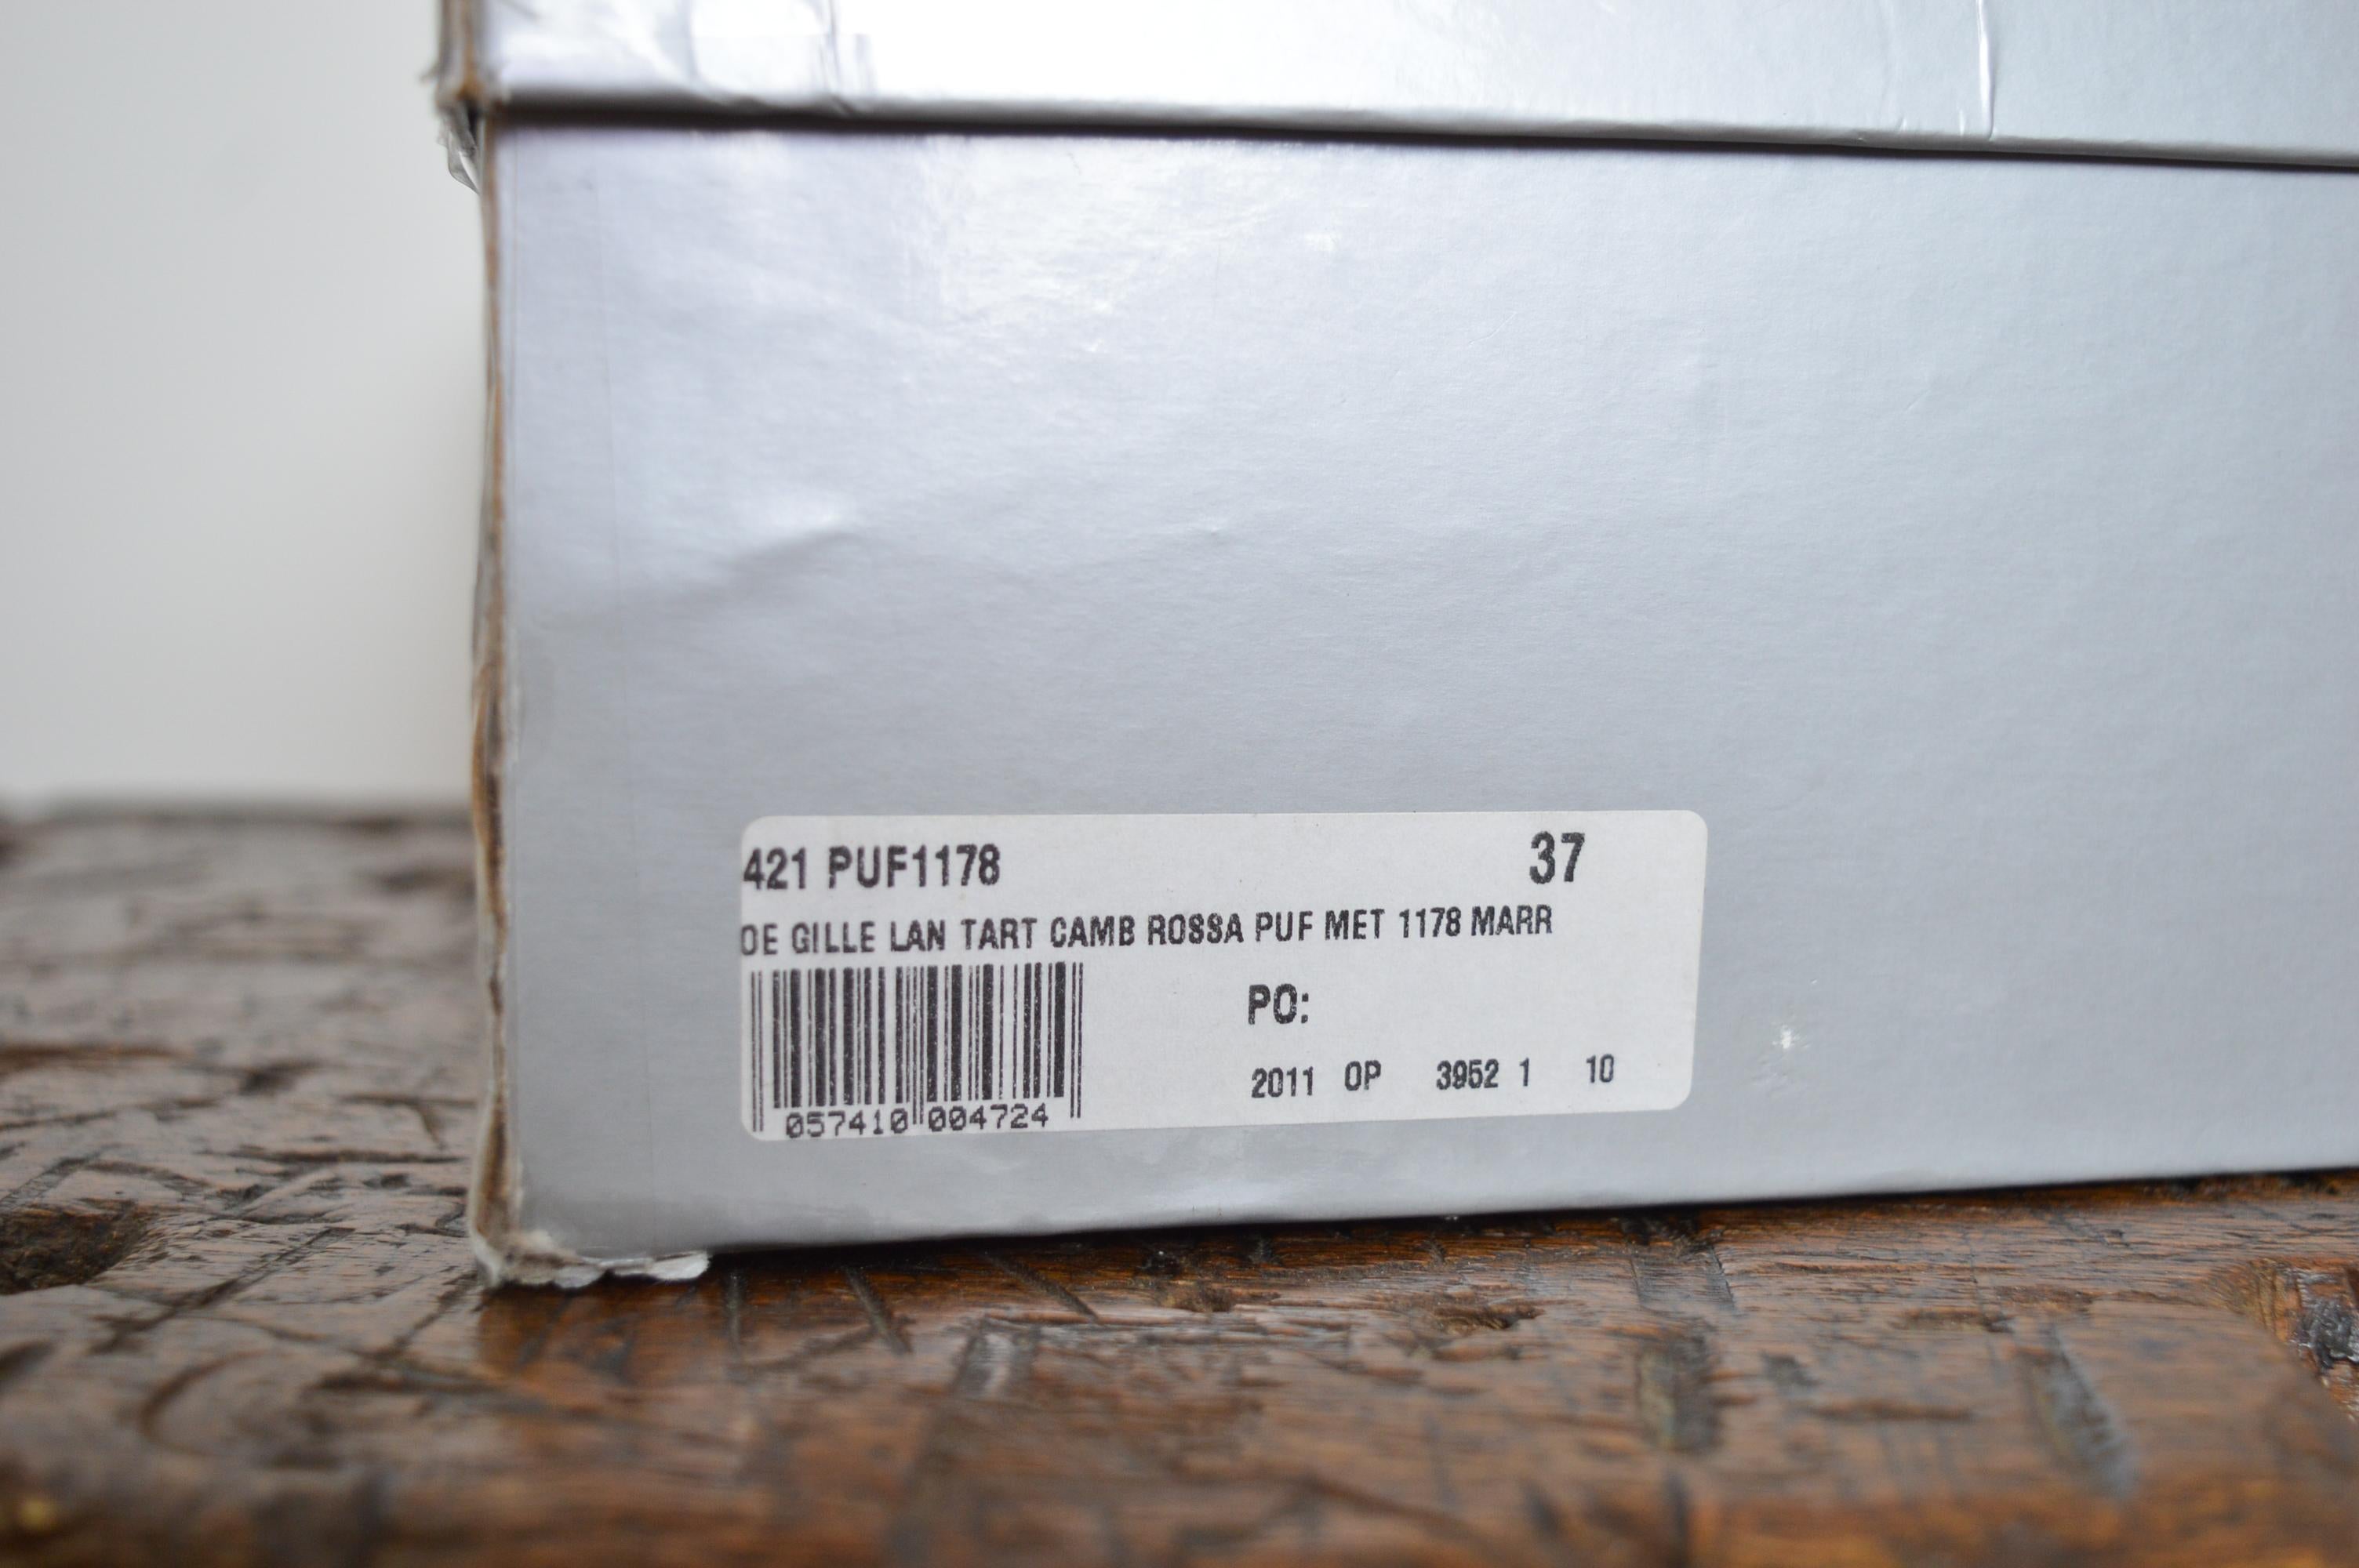 421 PUF1178 37
OE GILLE LAN TART CAMB ROSSA PUF MET 1178 MARR
PO:
2011 OP 3952 1 10
057410 004724